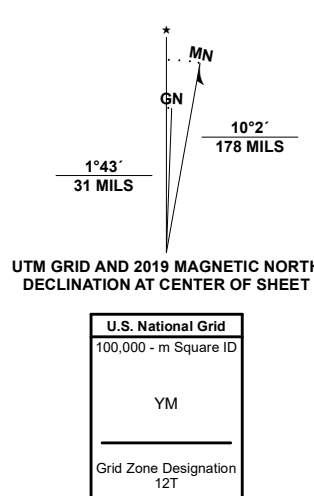 MN
GN
10°2´
178 MILS
1°43´
31 MILS
UTM GRID AND 2019 MAGNETIC NORTH
DECLINATION AT CENTER OF SHEET
U.S. National Grid
100,000 - m Square ID
YM
Grid Zone Designation
12T